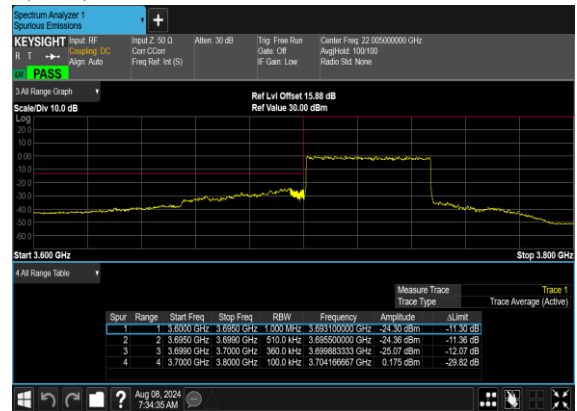 Spectrum Analyzer 1
Spurious Emissions
+
KEYSIGHT Input: RF Input Z: 50 Ω Atten: 30 dB Trig: Free Run Center Freq: 22.005000000 GHz
R T Coupling: DC Corr CCorr Gate: Off Avg|Hold: 100/100
Align: Auto Freq Ref: Int (S) IF Gain: Low Radio Std: None
PASS
3 All Range Graph
Ref Lvl Offset 15.88 dB
Scale/Div 10.0 dB Ref Value 30.00 dBm
Log
20.0
10.0
0.00
-10.0
-20.0
-30.0
-40.0
-50.0
-60.0
Start 3.600 GHz Stop 3.800 GHz
4 All Range Table
Measure Trace Trace 1
Trace Type Trace Average (Active)
Spur Range Start Freq Stop Freq RBW Frequency Amplitude ΔLimit
1 1 3.6000 GHz 3.6950 GHz 1.000 MHz 3.693100000 GHz -24.30 dBm -11.30 dB
2 2 3.6950 GHz 3.6990 GHz 510.0 kHz 3.695500000 GHz -24.36 dBm -11.36 dB
3 3 3.6990 GHz 3.7000 GHz 360.0 kHz 3.699883333 GHz -25.07 dBm -12.07 dB
4 4 3.7000 GHz 3.8000 GHz 100.0 kHz 3.704166667 GHz 0.175 dBm -29.82 dB
? Aug 08, 2024
7:34:35 AM